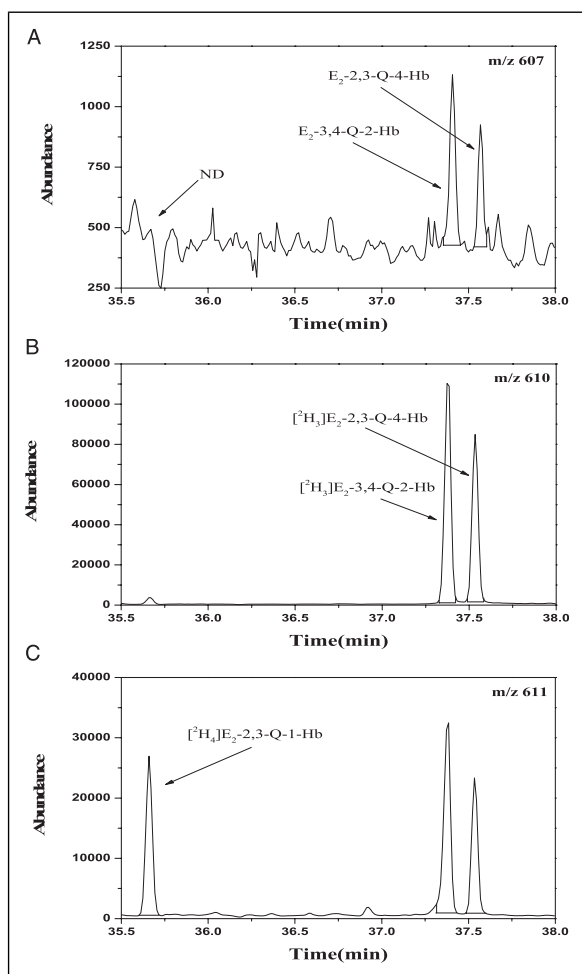 A
m/z 607
1250
1000
750
500
250
E₂-2,3-Q-4-Hb
E₂-3,4-Q-2-Hb
ND
Abundance
35.5 36.0 36.5 37.0 37.5 38.0
Time(min)
B
m/z 610
120000
100000
80000
60000
40000
20000
0
[²H₃]E₂-2,3-Q-4-Hb
[²H₃]E₂-3,4-Q-2-Hb
Abundance
35.5 36.0 36.5 37.0 37.5 38.0
Time(min)
C
m/z 611
40000
30000
20000
10000
0
[²H₄]E₂-2,3-Q-1-Hb
Abundance
35.5 36.0 36.5 37.0 37.5 38.0
Time(min)